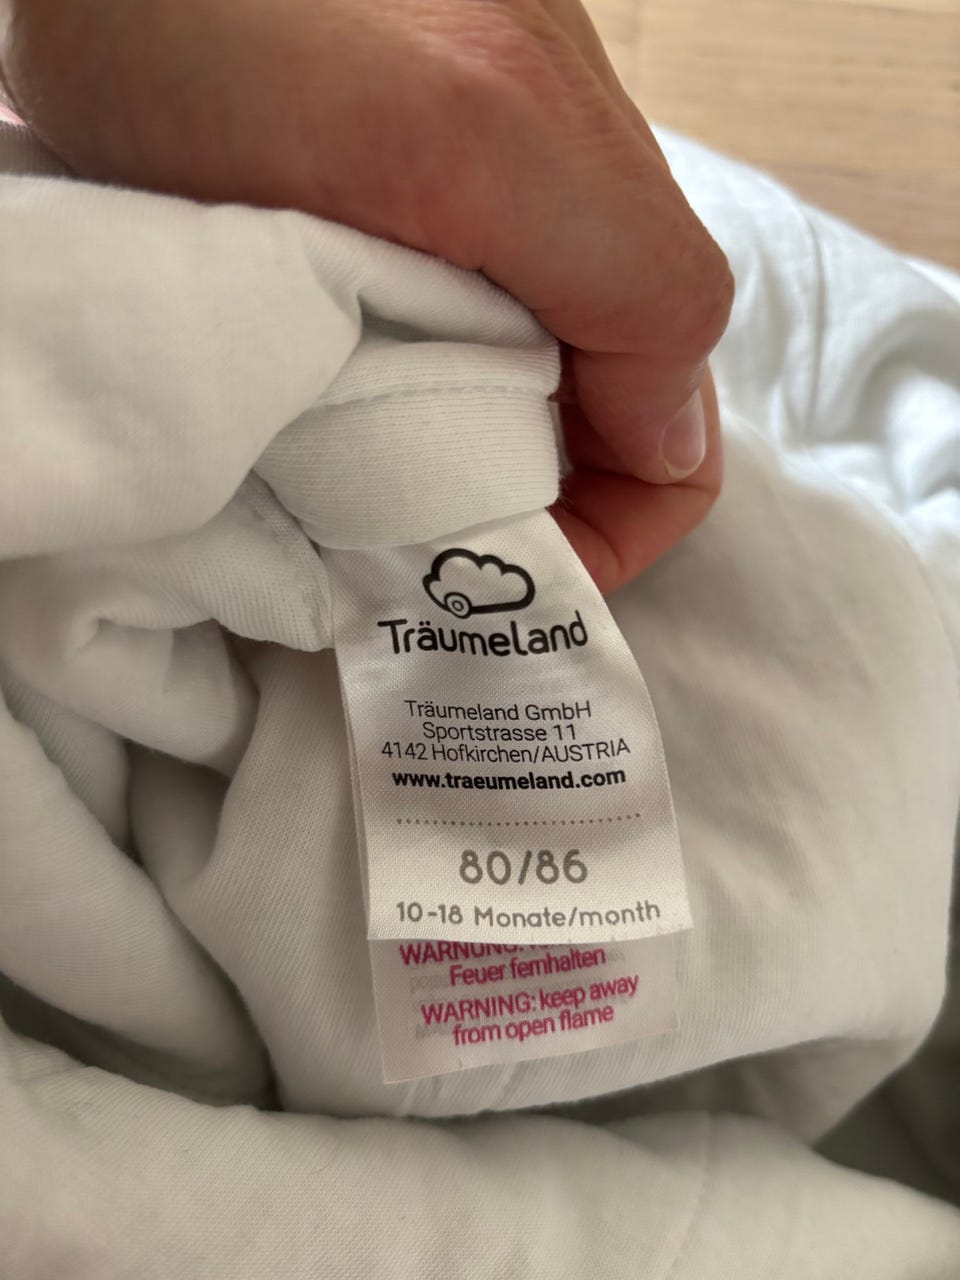 Träumeland
Träumeland GmbH
Sportstrasse 11
4142 Hofkirchen/AUSTRIA
www.traeumeland.com
80/86
10-18 Monate/month
WARNUNG:
Feuer fernhalten
WARNING: keep away
from open flame